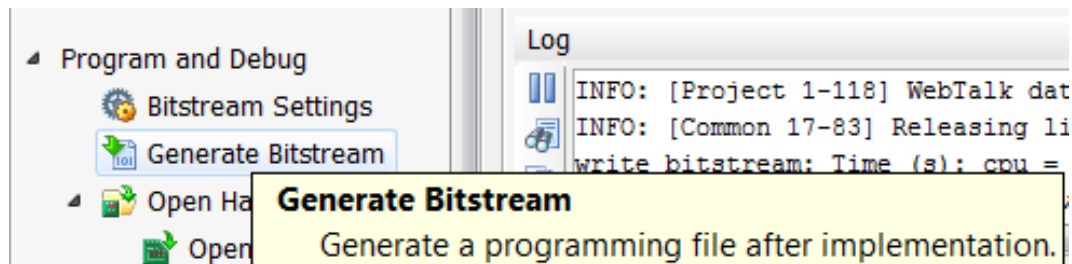 Program and Debug
Bitstream Settings
Generate Bitstream
Open Ha
Open
Log
INFO: [Project 1-118] WebTalk dat
INFO: [Common 17-83] Releasing li
write_bitstream: Time (s): cpu =
Generate Bitstream
Generate a programming file after implementation.